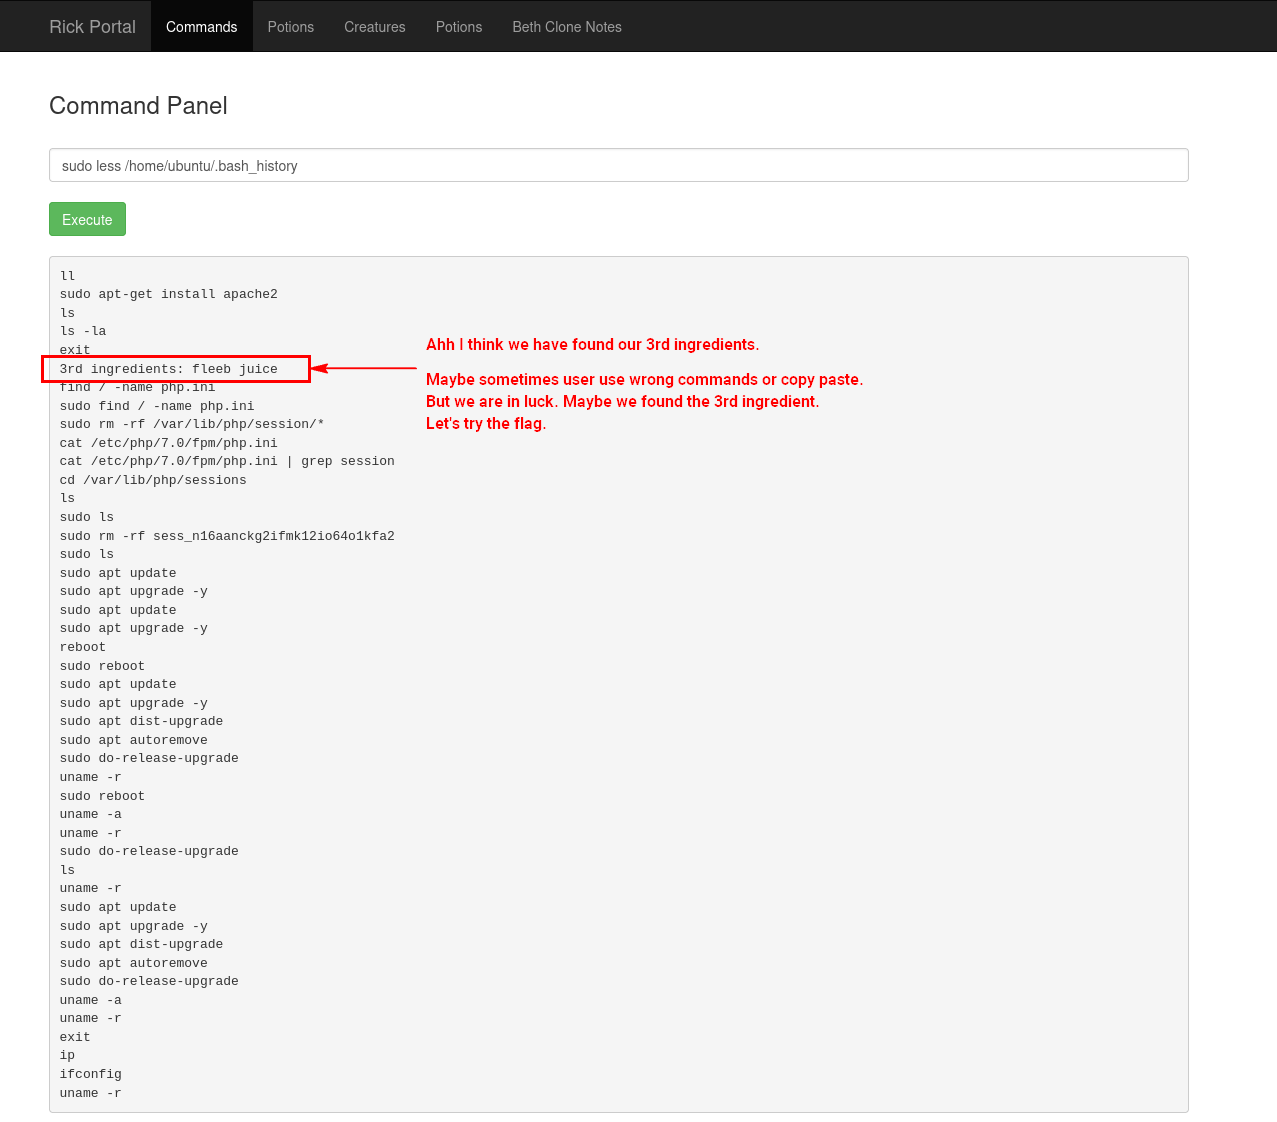 Rick Portal Commands Potions Creatures Potions Beth Clone Notes
Command Panel
sudo less /home/ubuntu/.bash_history
Execute
ll
sudo apt-get install apache2
ls
ls -la
exit
3rd ingredients: fleeb juice
find / -name php.ini
sudo find / -name php.ini
sudo rm -rf /var/lib/php/session/*
cat /etc/php/7.0/fpm/php.ini
cat /etc/php/7.0/fpm/php.ini | grep session
cd /var/lib/php/sessions
ls
sudo ls
sudo rm -rf sess_n16aanckg2ifmk12io64o1kfa2
sudo ls
sudo apt update
sudo apt upgrade -y
sudo apt update
sudo apt upgrade -y
reboot
sudo reboot
sudo apt update
sudo apt upgrade -y
sudo apt dist-upgrade
sudo apt autoremove
sudo do-release-upgrade
uname -r
sudo reboot
uname -a
uname -r
sudo do-release-upgrade
ls
uname -r
sudo apt update
sudo apt upgrade -y
sudo apt dist-upgrade
sudo apt autoremove
sudo do-release-upgrade
uname -a
uname -r
exit
ip
ifconfig
uname -r
Ahh I think we have found our 3rd ingredients.
Maybe sometimes user use wrong commands or copy paste.
But we are in luck. Maybe we found the 3rd ingredient.
Let's try the flag.